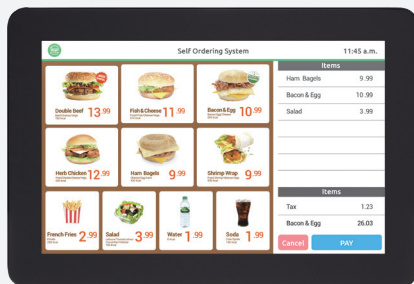 Self Ordering System
11:45 a.m.
Double Beef 13.99
Fish & Cheese 11.99
Bacon & Egg 10.99
Herb Chicken 12.99
Ham Bagels 9.99
Shrimp Wrap 9.99
French Fries 2.99
Salad 3.99
Water 1.99
Soda 1.99
Items
Ham Bagels 9.99
Bacon & Egg 10.99
Salad 3.99
Items
Tax 1.23
Bacon & Egg 26.03
Cancel
PAY